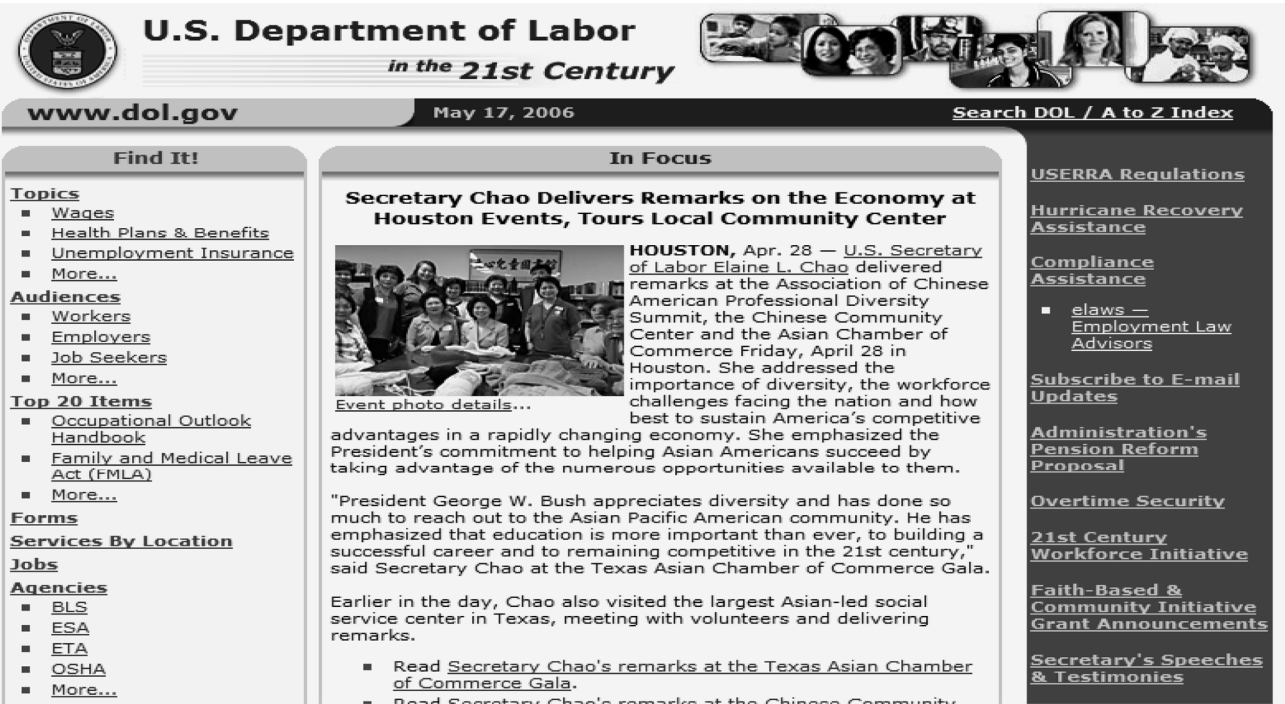 U.S. Department of Labor
in the 21st Century
www.dol.gov
May 17, 2006
Search DOL / A to Z Index
Find It!
Topics
Wages
Health Plans & Benefits
Unemployment Insurance
More...
Audiences
Workers
Employers
Job Seekers
More...
Top 20 Items
Occupational Outlook
Handbook
Family and Medical Leave
Act (FMLA)
More...
Forms
Services By Location
Jobs
Agencies
BLS
ESA
ETA
OSHA
More...
In Focus
Secretary Chao Delivers Remarks on the Economy at
Houston Events, Tours Local Community Center
HOUSTON, Apr. 28 — U.S. Secretary
of Labor Elaine L. Chao delivered
remarks at the Association of Chinese
American Professional Diversity
Summit, the Chinese Community
Center and the Asian Chamber of
Commerce Friday, April 28 in
Houston. She addressed the
importance of diversity, the workforce
challenges facing the nation and how
best to sustain America's competitive
Event photo details...
advantages in a rapidly changing economy. She emphasized the
President's commitment to helping Asian Americans succeed by
taking advantage of the numerous opportunities available to them.
"President George W. Bush appreciates diversity and has done so
much to reach out to the Asian Pacific American community. He has
emphasized that education is more important than ever, to building a
successful career and to remaining competitive in the 21st century,"
said Secretary Chao at the Texas Asian Chamber of Commerce Gala.
Earlier in the day, Chao also visited the largest Asian-led social
service center in Texas, meeting with volunteers and delivering
remarks.
Read Secretary Chao's remarks at the Texas Asian Chamber
of Commerce Gala.
Read Secretary Chao's remarks at the Chinese Community
USERRA Regulations
Hurricane Recovery
Assistance
Compliance
Assistance
elaws —
Employment Law
Advisors
Subscribe to E-mail
Updates
Administration's
Pension Reform
Proposal
Overtime Security
21st Century
Workforce Initiative
Faith-Based &
Community Initiative
Grant Announcements
Secretary's Speeches
& Testimonies